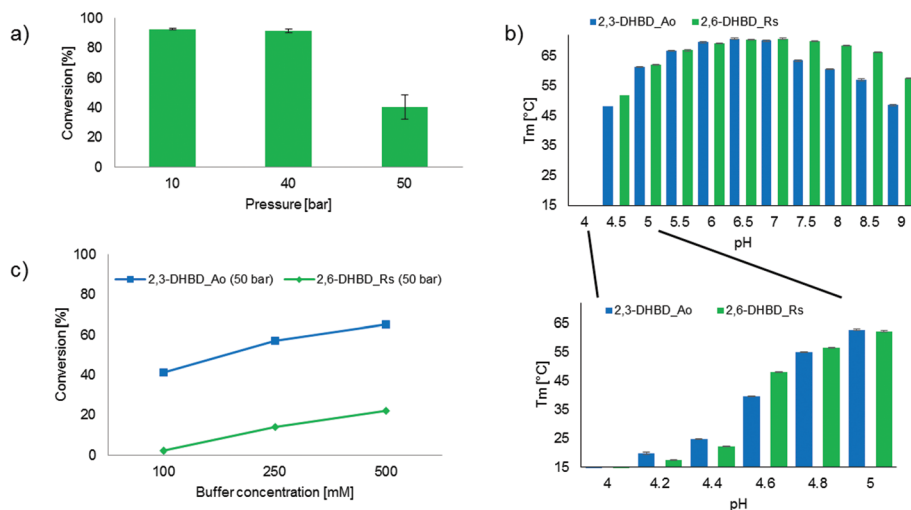 a)
Conversion [%]
100
80
60
40
20
0
10 40 50
Pressure [bar]
b)
2,3-DHBD_Ao 2,6-DHBD_Rs
Tm [°C]
65
55
45
35
25
15
4 4.5 5 5.5 6 6.5 7 7.5 8 8.5 9
pH
c)
Conversion [%]
100
80
60
40
20
0
2,3-DHBD_Ao (50 bar) 2,6-DHBD_Rs (50 bar)
100 250 500
Buffer concentration [mM]
2,3-DHBD_Ao 2,6-DHBD_Rs
Tm [°C]
65
55
45
35
25
15
4 4.2 4.4 4.6 4.8 5
pH